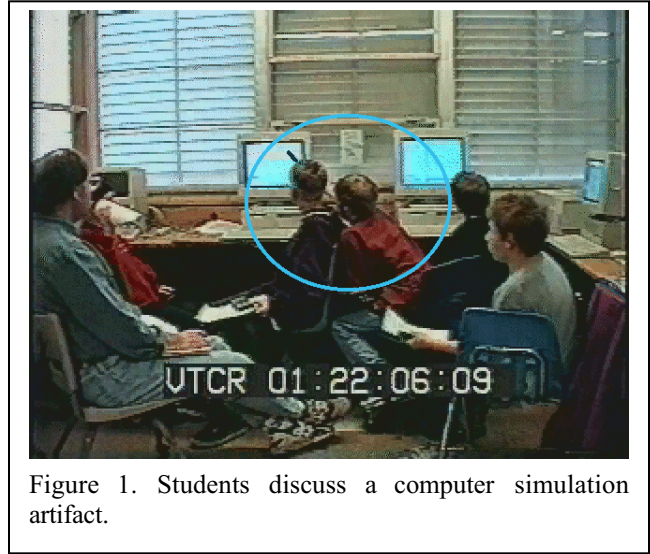 VTCR 01:22:06:09
Figure 1. Students discuss a computer simulation
artifact.